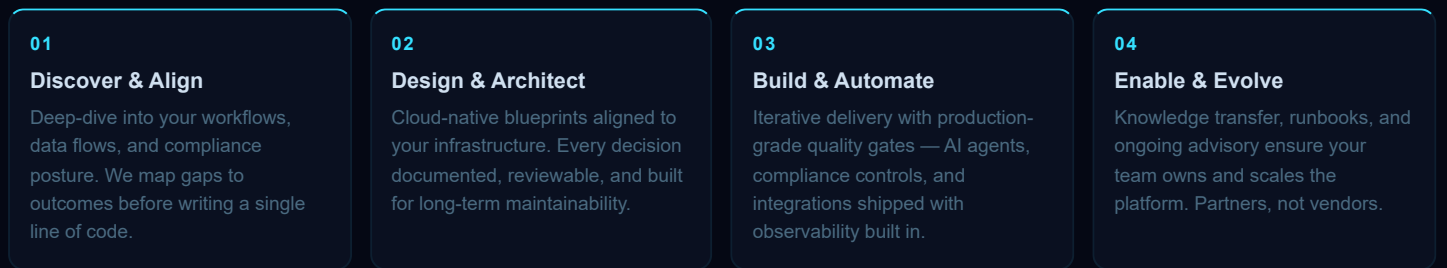 01
Discover & Align
Deep-dive into your workflows,
data flows, and compliance
posture. We map gaps to
outcomes before writing a single
line of code.
02
Design & Architect
Cloud-native blueprints aligned to
your infrastructure. Every decision
documented, reviewable, and built
for long-term maintainability.
03
Build & Automate
Iterative delivery with production-
grade quality gates — AI agents,
compliance controls, and
integrations shipped with
observability built in.
04
Enable & Evolve
Knowledge transfer, runbooks, and
ongoing advisory ensure your
team owns and scales the
platform. Partners, not vendors.